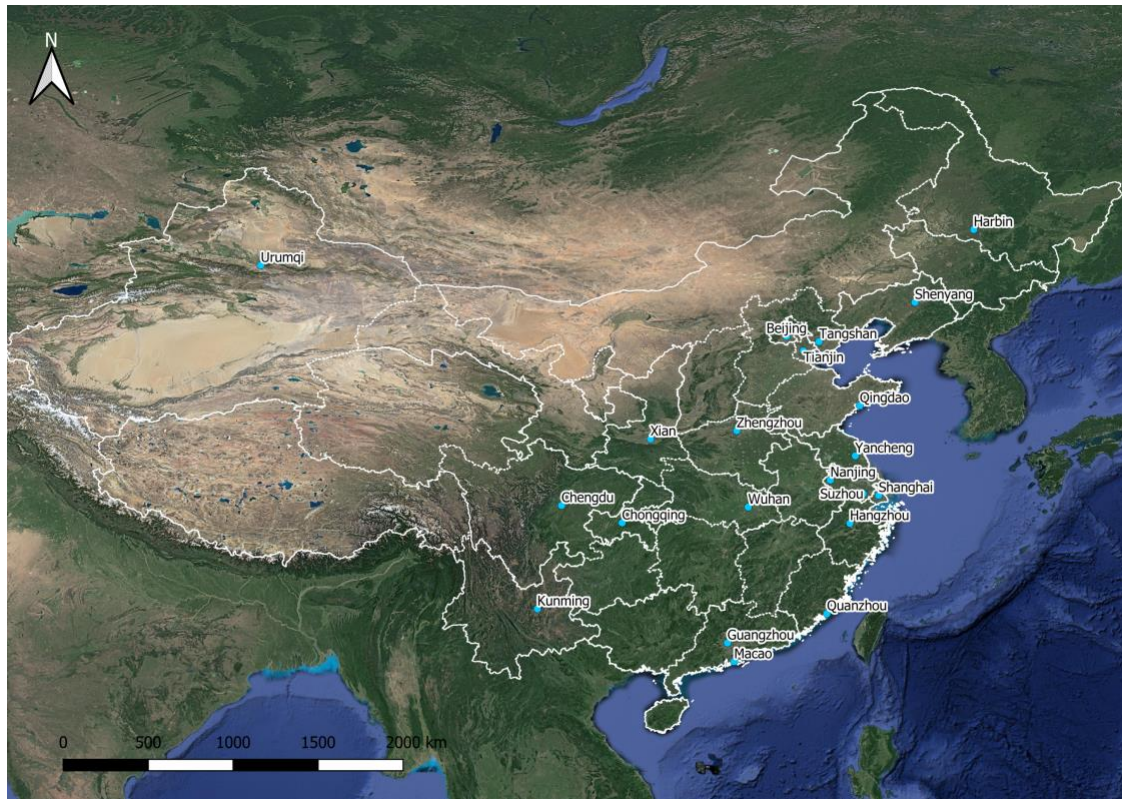 N
Harbin
Urumqi
Shenyang
Beijing
Tangshan
Tianjin
Qingdao
Zhengzhou
Xian
Yancheng
Nanjing
Suzhou
Shanghai
Chengdu
Wuhan
Chongqing
Hangzhou
Kunming
Quanzhou
Guangzhou
Macao
0 500 1000 1500 2000 km